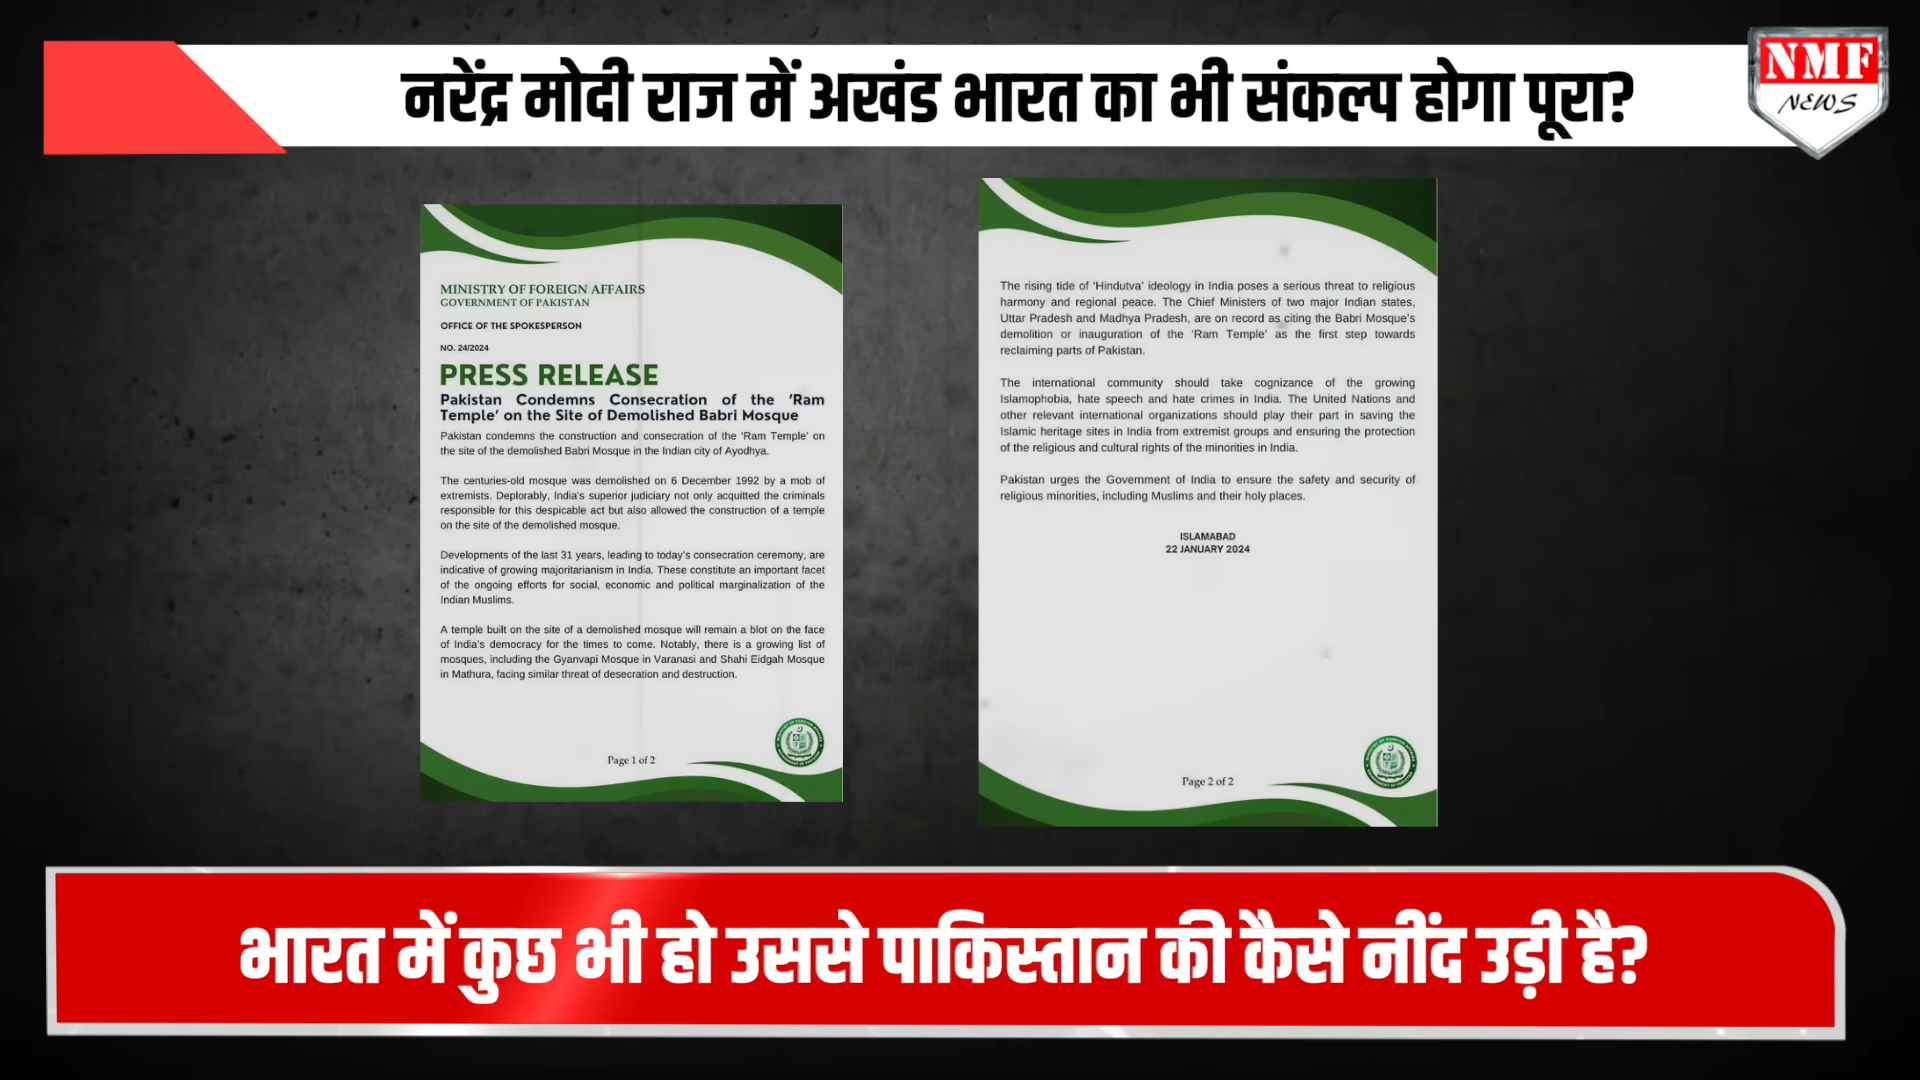 नरेंद्र मोदी राज में अखंड भारत का भी संकल्प होगा पूरा?
NMF
NEWS
MINISTRY OF FOREIGN AFFAIRS
GOVERNMENT OF PAKISTAN
OFFICE OF THE SPOKESPERSON
NO. 24/2024
PRESS RELEASE
Pakistan Condemns Consecration of the ‘Ram
Temple’ on the Site of Demolished Babri Mosque
Pakistan condemns the construction and consecration of the ‘Ram Temple’ on
the site of the demolished Babri Mosque in the Indian city of Ayodhya.
The centuries-old mosque was demolished on 6 December 1992 by a mob of
extremists. Deplorably, India’s superior judiciary not only acquitted the criminals
responsible for this despicable act but also allowed the construction of a temple
on the site of the demolished mosque.
Developments of the last 31 years, leading to today’s consecration ceremony, are
indicative of growing majoritarianism in India. These constitute an important facet
of the ongoing efforts for social, economic and political marginalization of the
Indian Muslims.
A temple built on the site of a demolished mosque will remain a blot on the face
of India’s democracy for the times to come. Notably, there is a growing list of
mosques, including the Gyanvapi Mosque in Varanasi and Shahi Eidgah Mosque
in Mathura, facing similar threat of desecration and destruction.
Page 1 of 2
The rising tide of ‘Hindutva’ ideology in India poses a serious threat to religious
harmony and regional peace. The Chief Ministers of two major Indian states,
Uttar Pradesh and Madhya Pradesh, are on record as citing the Babri Mosque’s
demolition or inauguration of the ‘Ram Temple’ as the first step towards
reclaiming parts of Pakistan.
The international community should take cognizance of the growing
Islamophobia, hate speech and hate crimes in India. The United Nations and
other relevant international organizations should play their part in saving the
Islamic heritage sites in India from extremist groups and ensuring the protection
of the religious and cultural rights of the minorities in India.
Pakistan urges the Government of India to ensure the safety and security of
religious minorities, including Muslims and their holy places.
ISLAMABAD
22 JANUARY 2024
Page 2 of 2
भारत में कुछ भी हो उससे पाकिस्तान की कैसे नींद उड़ी है?